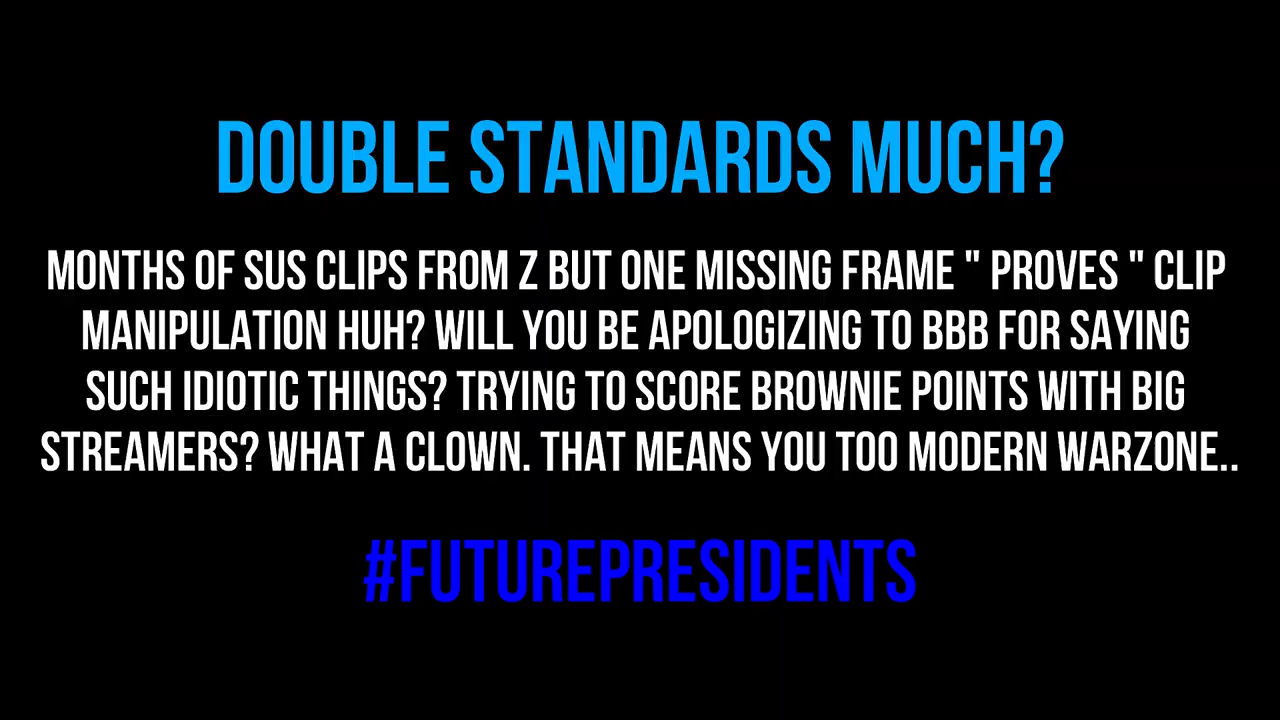 DOUBLE STANDARDS MUCH?
MONTHS OF SUS CLIPS FROM Z BUT ONE MISSING FRAME " PROVES " CLIP
MANIPULATION HUH? WILL YOU BE APOLOGIZING TO BBB FOR SAYING
SUCH IDIOTIC THINGS? TRYING TO SCORE BROWNIE POINTS WITH BIG
STREAMERS? WHAT A CLOWN. THAT MEANS YOU TOO MODERN WARZONE..
#FUTUREPRESIDENTS